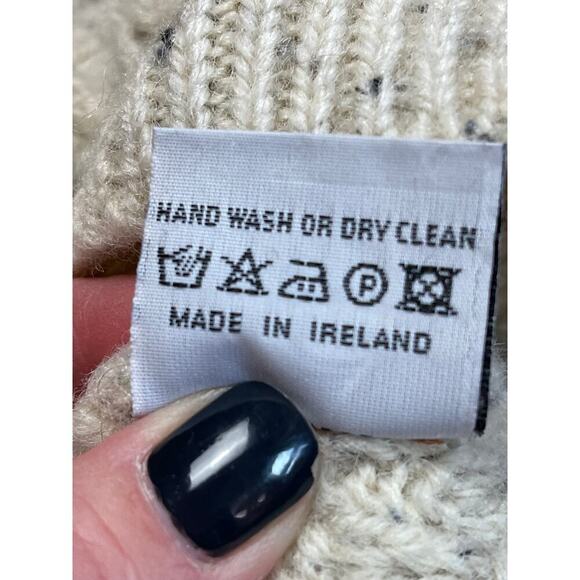 HAND WASH OR DRY CLEAN
P
MADE IN IRELAND